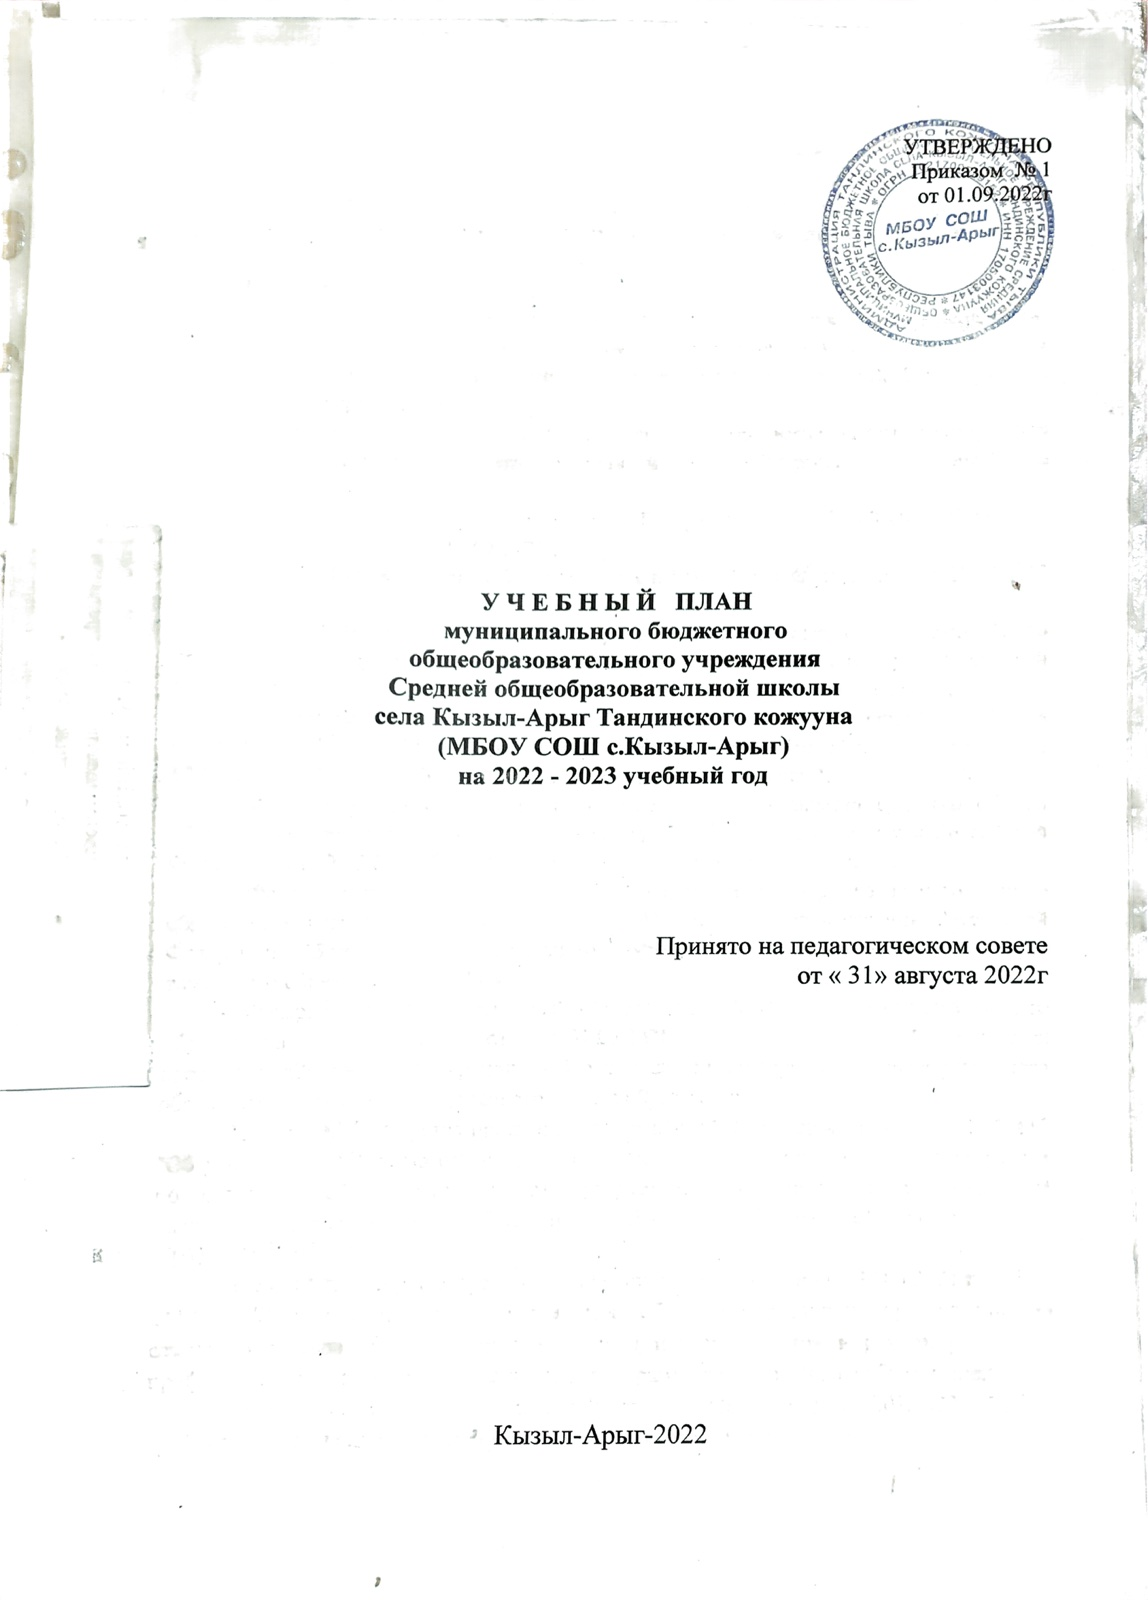 УТВЕРЖДЕНО
Приказом № 1
от 01.09.2022г
МБОУ СОШ
с.Кызыл-Арыг
У Ч Е Б Н Ы Й ПЛАН
муниципального бюджетного
общеобразовательного учреждения
Средней общеобразовательной школы
села Кызыл-Арыг Тандинского кожууна
(МБОУ СОШ с.Кызыл-Арыг)
на 2022 - 2023 учебный год
Принято на педагогическом совете
от « 31» августа 2022г
Кызыл-Арыг-2022